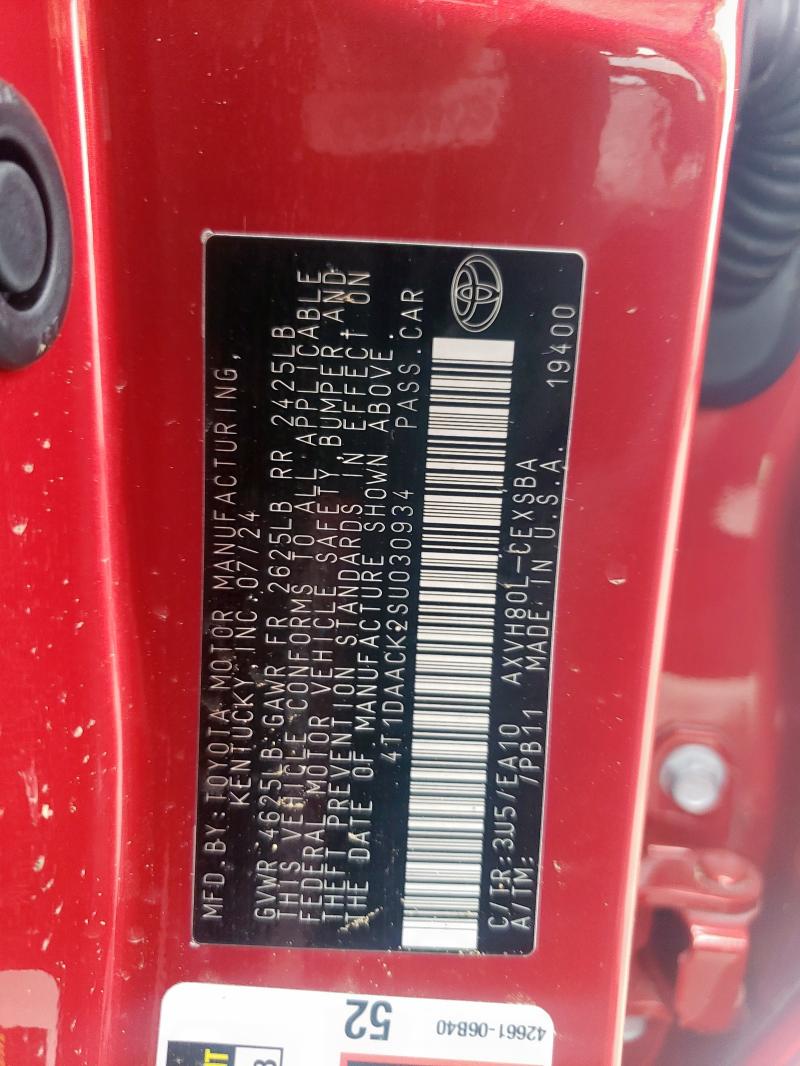 MFD.BY:TOYOTA MOTOR MANUFACTURING,
KENTUCKY, INC 07/24
GVWR 4625LB GAWR FR 2625LB RR 2425LB
THIS VEHICLE CONFORMS TO ALL APPLICABLE
FEDERAL MOTOR VEHICLE SAFETY, BUMPER, AND
THEFT PREVENTION STANDARDS IN EFFECT ON
THE DATE OF MANUFACTURE SHOWN ABOVE.
4T1DAACK2SU030934 PASS.CAR
C/TR:3U5/EA10 AXVH80L-CEXSBA
A/TM: /PB11 MADE IN U.S.A. 19400
52
42661-06B40